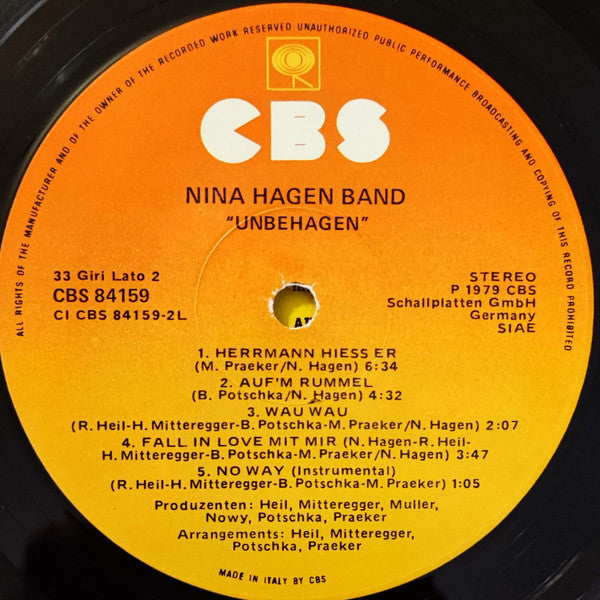 ALL RIGHTS OF THE MANUFACTURER AND OF THE OWNER OF THE RECORDED WORK RESERVED UNAUTHORIZED PUBLIC PERFORMANCE BROADCASTING AND COPYING OF THIS RECORD PROHIBITED
CBS
NINA HAGEN BAND
"UNBEHAGEN"
33 Giri Lato 2
CBS 84159
CI CBS 84159-2L
STEREO
P 1979 CBS
Schallplatten GmbH
Germany
SIAE
1. HERRMANN HIESS ER
(M. Praeker/N. Hagen) 6:34
2. AUF'M RUMMEL
(B. Potschka/N. Hagen) 4:32
3. WAU WAU
(R. Heil-H. Mitteregger-B. Potschka-M. Praeker/N. Hagen) 2:07
4. FALL IN LOVE MIT MIR (N. Hagen-R. Heil-
H. Mitteregger-B. Potschka-M. Praeker/N. Hagen) 3:47
5. NO WAY (Instrumental)
(R. Heil-H. Mitteregger-B. Potschka-M. Praeker) 1:05
Produzenten: Heil, Mitteregger, Muller,
Nowy, Potschka, Praeker
Arrangements: Heil, Mitteregger,
Potschka, Praeker
MADE IN ITALY BY CBS